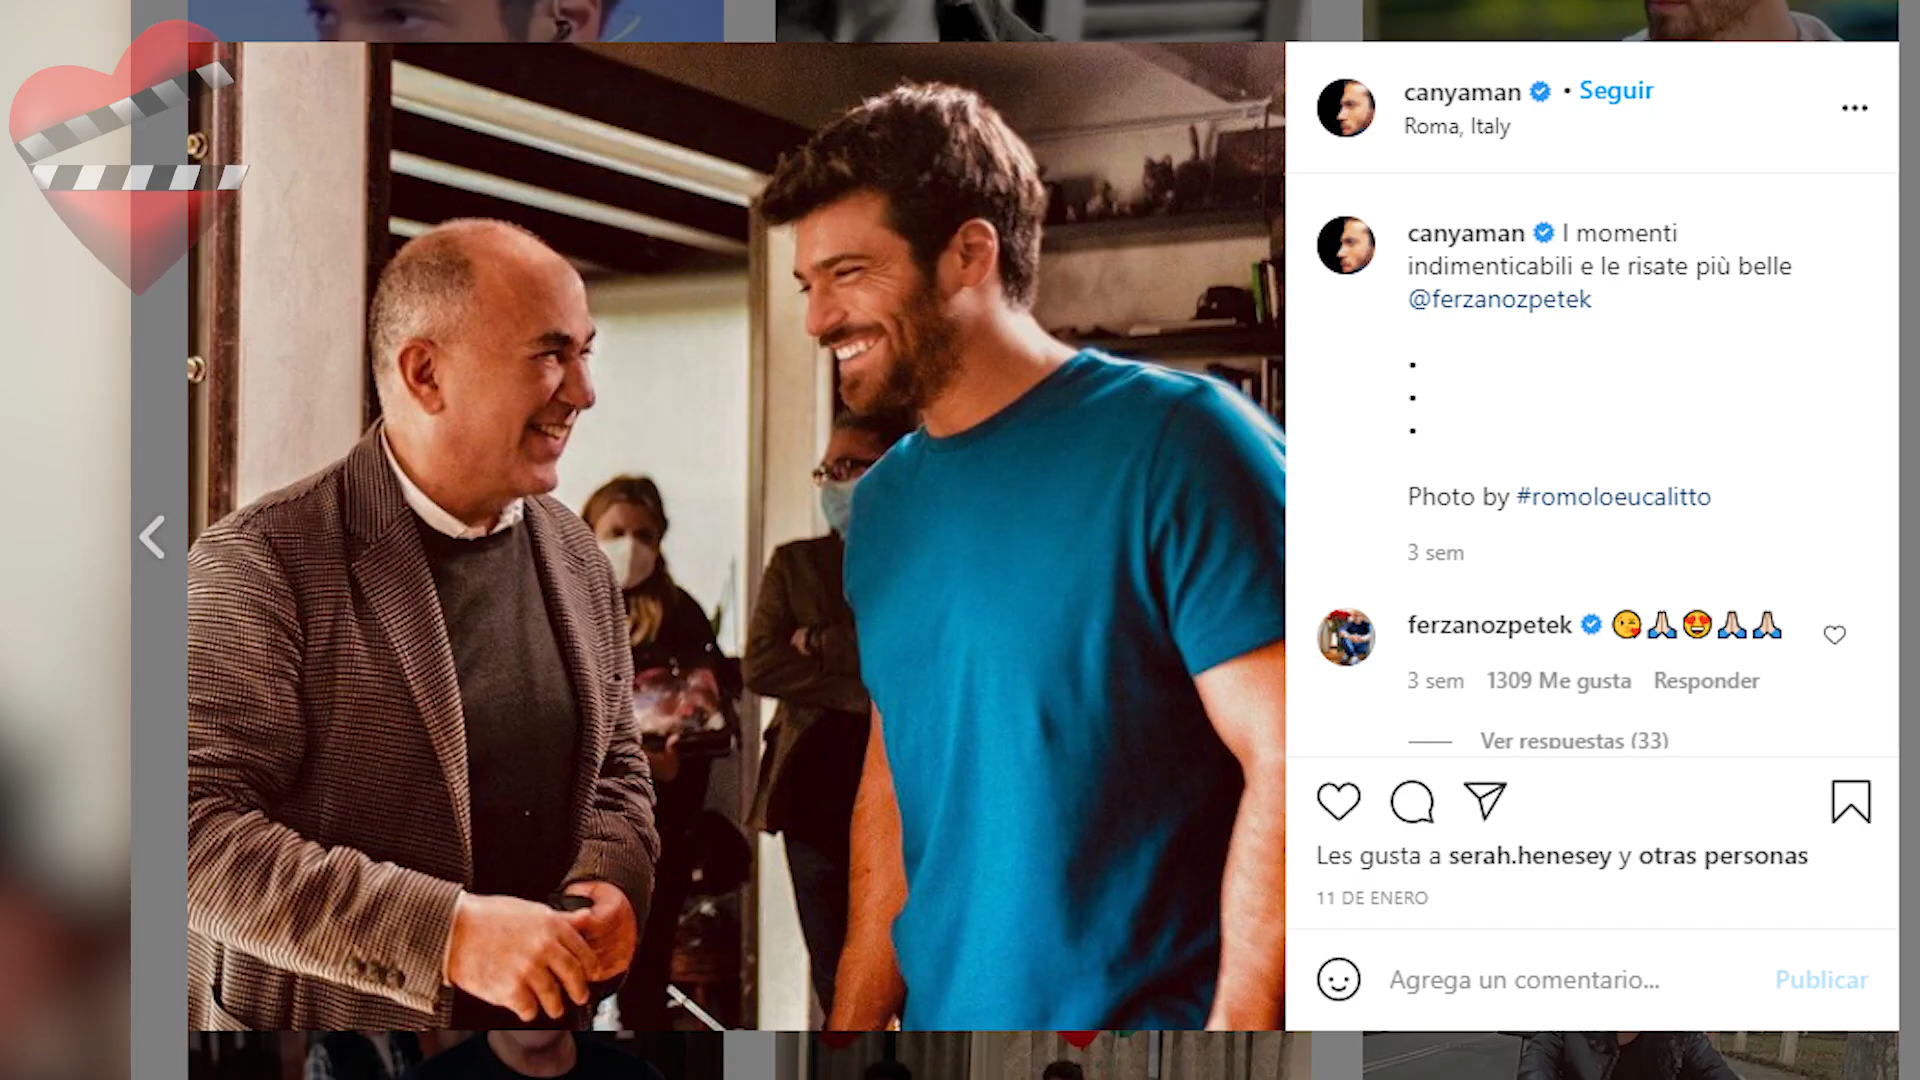 canyaman • Seguir
Roma, Italy
canyaman I momenti
indimenticabili e le risate più belle
@ferzanozpetek
.
.
.
Photo by #romoloeucalitto
3 sem
ferzanozpetek 😘🙏🏻😍🙏🏻🙏🏻
3 sem 1309 Me gusta Responder
Ver respuestas (33)
Les gusta a serah.henesey y otras personas
11 DE ENERO
Agrega un comentario... Publicar